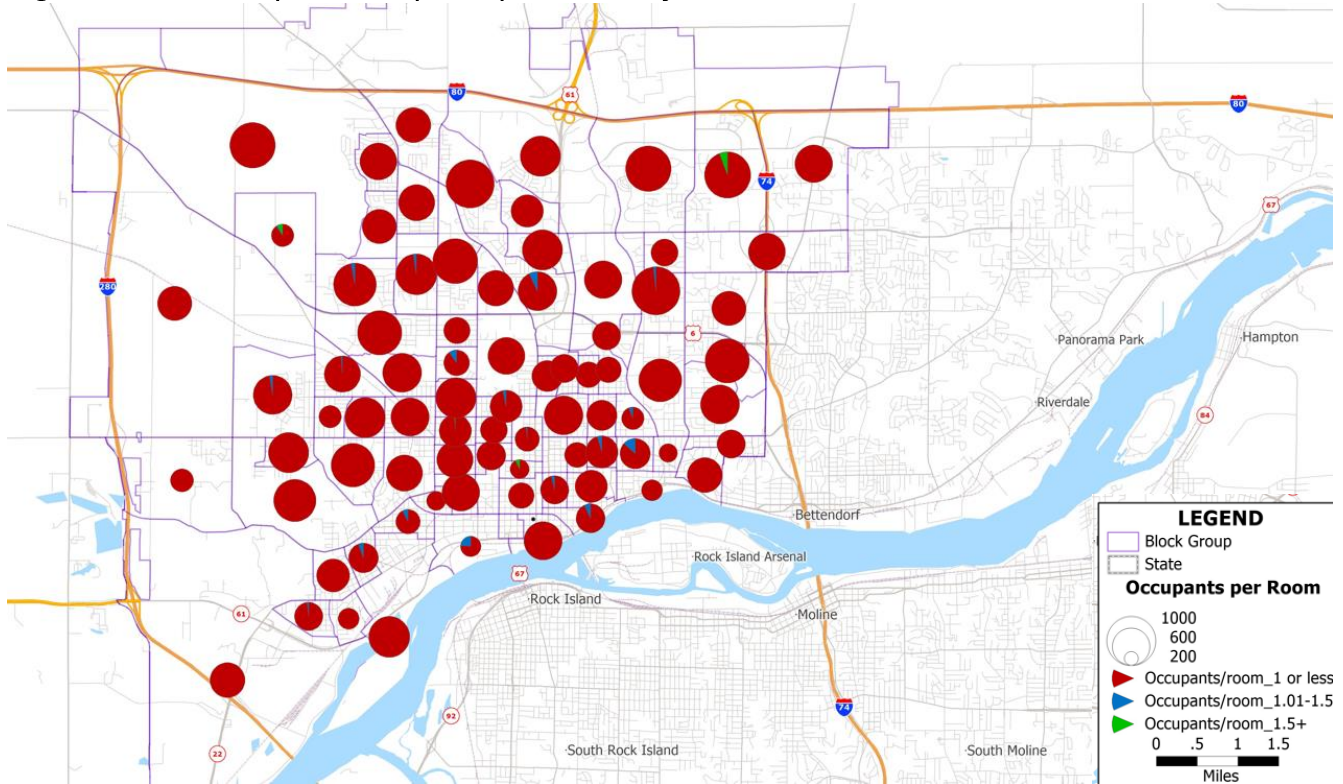 80
61
80
74
67
280
6
Panorama Park
Hampton
Riverdale
84
Bettendorf
Rock Island Arsenal
67
Rock Island
Moline
61
92
74
22
South Rock Island
South Moline
LEGEND
Block Group
State
Occupants per Room
1000
600
200
Occupants/room_1 or less
Occupants/room_1.01-1.5
Occupants/room_1.5+
0 .5 1 1.5
Miles